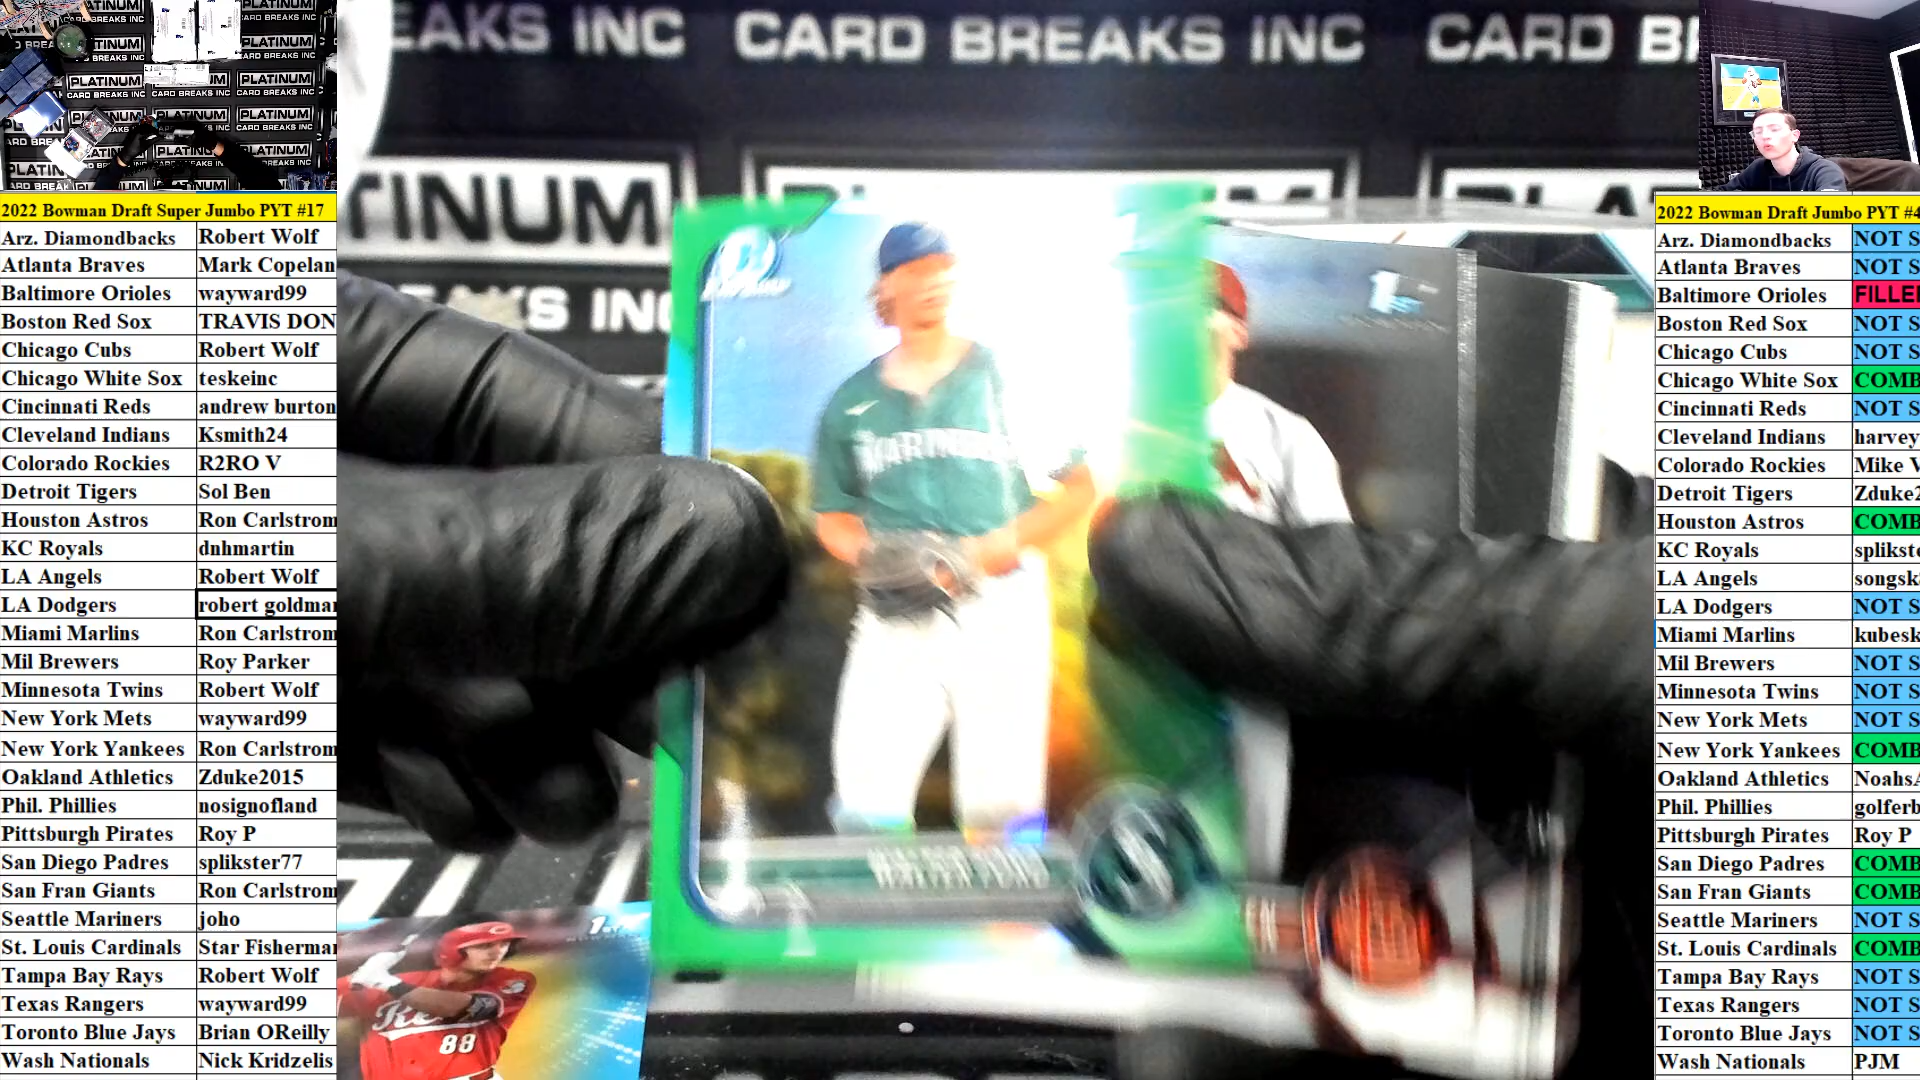 EAKS INC CARD BREAKS INC CARD B
PLATINUM
CARD BREAKS INC
TINUM
KS INC
1ST
MARINERS
WALTER FORD
Reds
88
2022 Bowman Draft Super Jumbo PYT #17
Arz. Diamondbacks Robert Wolf
Atlanta Braves Mark Copelan
Baltimore Orioles wayward99
Boston Red Sox TRAVIS DON
Chicago Cubs Robert Wolf
Chicago White Sox teskeinc
Cincinnati Reds andrew burton
Cleveland Indians Ksmith24
Colorado Rockies R2RO V
Detroit Tigers Sol Ben
Houston Astros Ron Carlstrom
KC Royals dnhmartin
LA Angels Robert Wolf
LA Dodgers robert goldma
Miami Marlins Ron Carlstrom
Mil Brewers Roy Parker
Minnesota Twins Robert Wolf
New York Mets wayward99
New York Yankees Ron Carlstrom
Oakland Athletics Zduke2015
Phil. Phillies nosignofland
Pittsburgh Pirates Roy P
San Diego Padres splikster77
San Fran Giants Ron Carlstrom
Seattle Mariners joho
St. Louis Cardinals Star Fisherma
Tampa Bay Rays Robert Wolf
Texas Rangers wayward99
Toronto Blue Jays Brian OReilly
Wash Nationals Nick Kridzelis
2022 Bowman Draft Jumbo PYT #4
Arz. Diamondbacks NOT S
Atlanta Braves NOT S
Baltimore Orioles FILLE
Boston Red Sox NOT S
Chicago Cubs NOT S
Chicago White Sox COMB
Cincinnati Reds NOT S
Cleveland Indians harvey
Colorado Rockies Mike V
Detroit Tigers Zduke2
Houston Astros COMB
KC Royals splikste
LA Angels songsk
LA Dodgers NOT S
Miami Marlins kubesk
Mil Brewers NOT S
Minnesota Twins NOT S
New York Mets NOT S
New York Yankees COMB
Oakland Athletics NoahsA
Phil. Phillies golferb
Pittsburgh Pirates Roy P
San Diego Padres COMB
San Fran Giants COMB
Seattle Mariners NOT S
St. Louis Cardinals COMB
Tampa Bay Rays NOT S
Texas Rangers NOT S
Toronto Blue Jays NOT S
Wash Nationals PJM